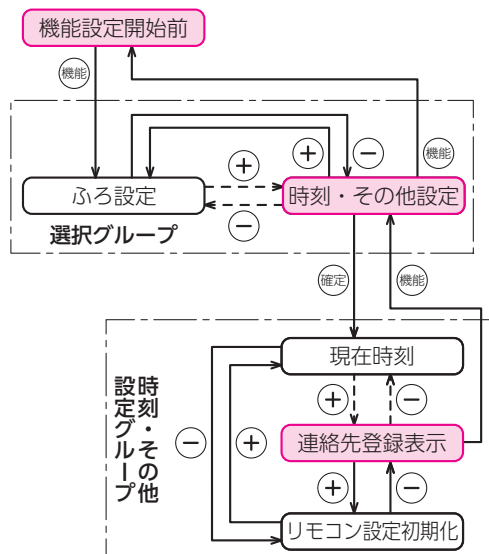 機能設定開始前
機能
機能
+
+
−
ふろ設定
時刻・その他設定
−
選択グループ
確定
機能
現在時刻
+
−
時刻・その他
設定グループ
−
+
連絡先登録表示
+
−
リモコン設定初期化